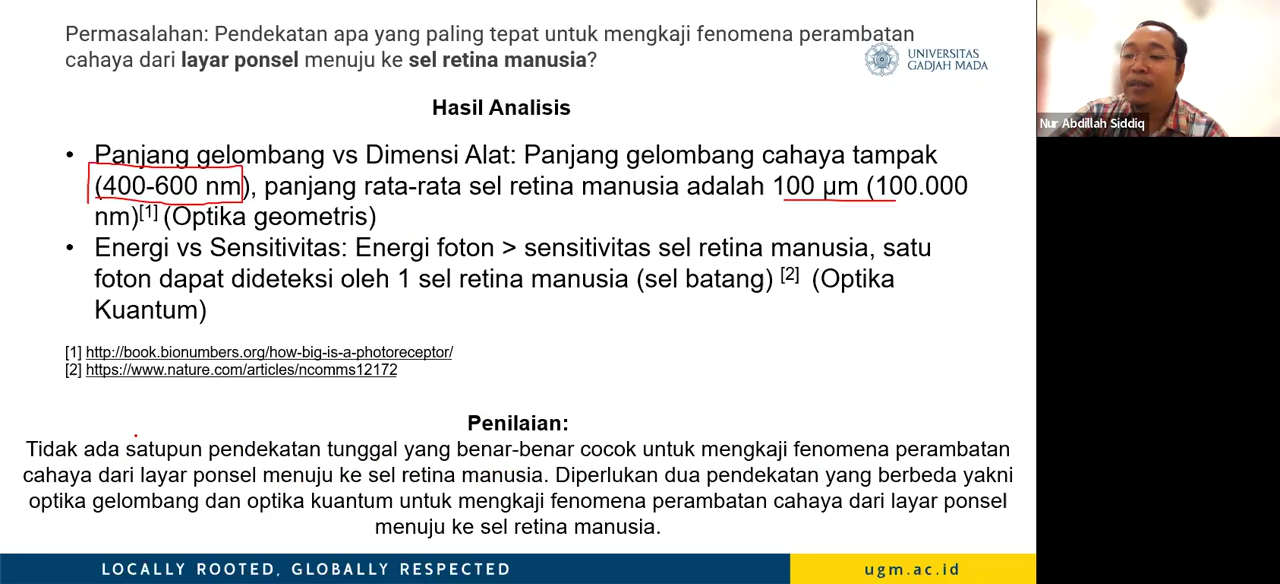 Permasalahan: Pendekatan apa yang paling tepat untuk mengkaji fenomena perambatan
cahaya dari layar ponsel menuju ke sel retina manusia?
UNIVERSITAS
GADJAH MADA
Nur Abdillah Siddiq
Hasil Analisis
• Panjang gelombang vs Dimensi Alat: Panjang gelombang cahaya tampak
(400-600 nm), panjang rata-rata sel retina manusia adalah 100 µm (100.000
nm)[1] (Optika geometris)
• Energi vs Sensitivitas: Energi foton > sensitivitas sel retina manusia, satu
foton dapat dideteksi oleh 1 sel retina manusia (sel batang) [2] (Optika
Kuantum)
[1] http://book.bionumbers.org/how-big-is-a-photoreceptor/
[2] https://www.nature.com/articles/ncomms12172
Penilaian:
Tidak ada satupun pendekatan tunggal yang benar-benar cocok untuk mengkaji fenomena perambatan
cahaya dari layar ponsel menuju ke sel retina manusia. Diperlukan dua pendekatan yang berbeda yakni
optika gelombang dan optika kuantum untuk mengkaji fenomena perambatan cahaya dari layar ponsel
menuju ke sel retina manusia.
LOCALLY ROOTED, GLOBALLY RESPECTED
ugm.ac.id